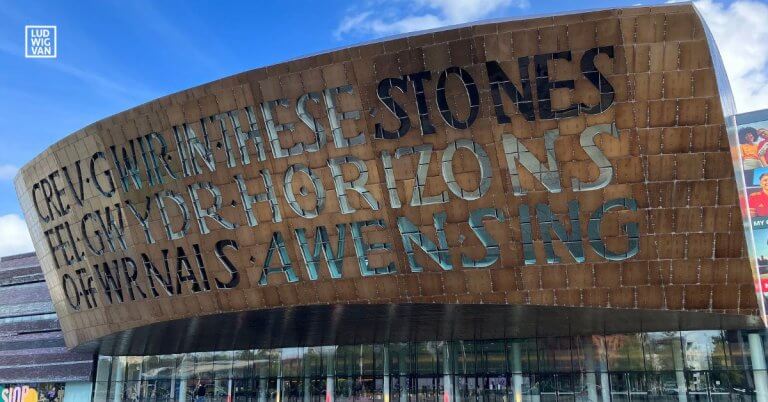 LUD
WIG
VAN
CREV·GWIR·IN·THESE·STONES
FEL·GWYDR·HORIZONS
O·FFWRNAIS·AWEN·SING